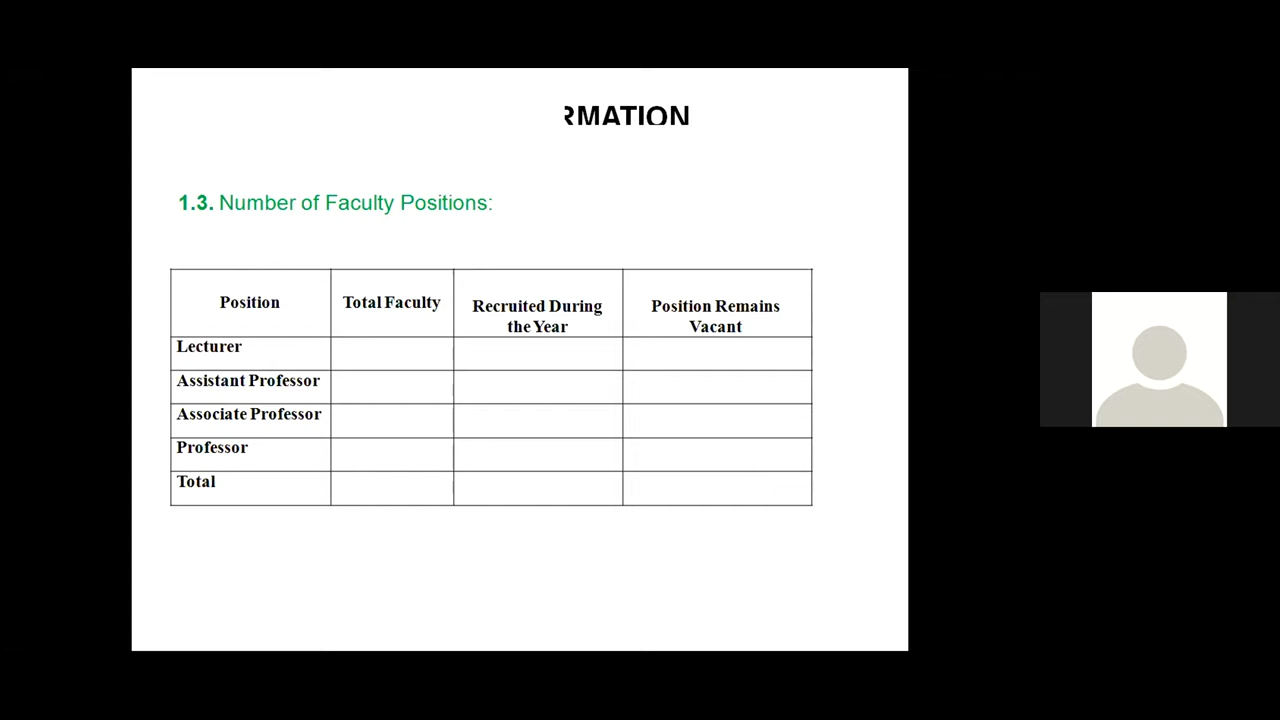 RMATION
1.3. Number of Faculty Positions:
Position Total Faculty Recruited During the Year Position Remains Vacant
Lecturer
Assistant Professor
Associate Professor
Professor
Total